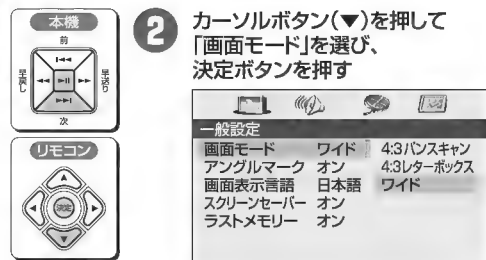 本機
前
早戻し
早送り
次
リモコン
決定
2
カーソルボタン(▼)を押して
「画面モード」を選び、
決定ボタンを押す
一般設定
画面モード ワイド 4:3パンスキャン
アングルマーク オン 4:3レターボックス
画面表示言語 日本語 ワイド
スクリーンセーバー オン
ラストメモリー オン